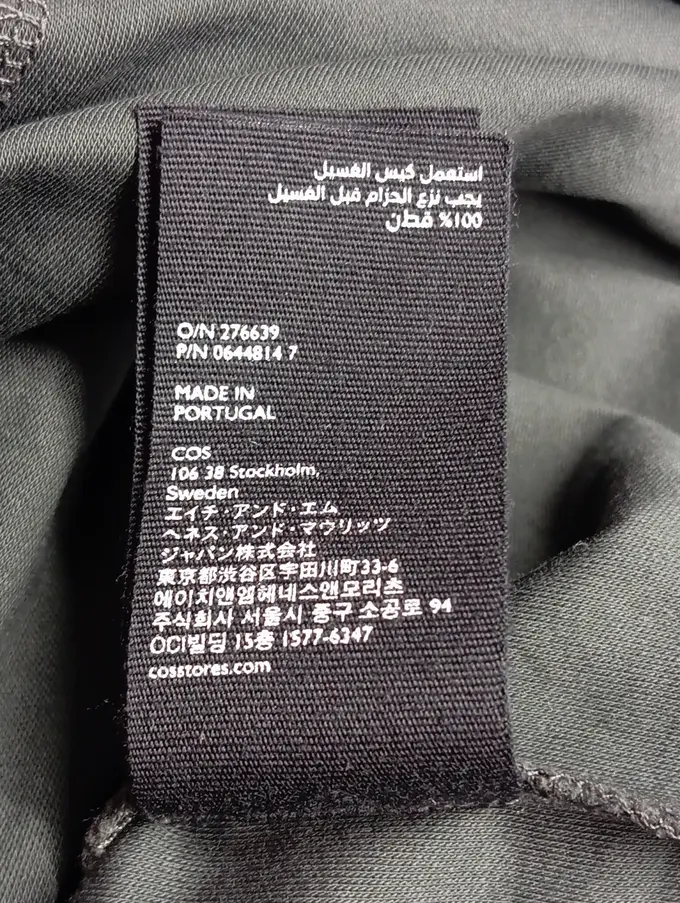 استعمل كيس الغسيل
يجب نزع الحزام قبل الغسيل
100% قطن
O/N 276639
P/N 0644814 7
MADE IN
PORTUGAL
COS
106 38 Stockholm,
Sweden
エイチ・アンド・エム
ヘネス・アンド・マウリッツ
ジャパン株式会社
東京都渋谷区宇田川町33-6
에이치앤엠헤네스앤모리츠
주식회사 서울시 중구 소공로 94
OCI빌딩 15층 1577-6347
cosstores.com